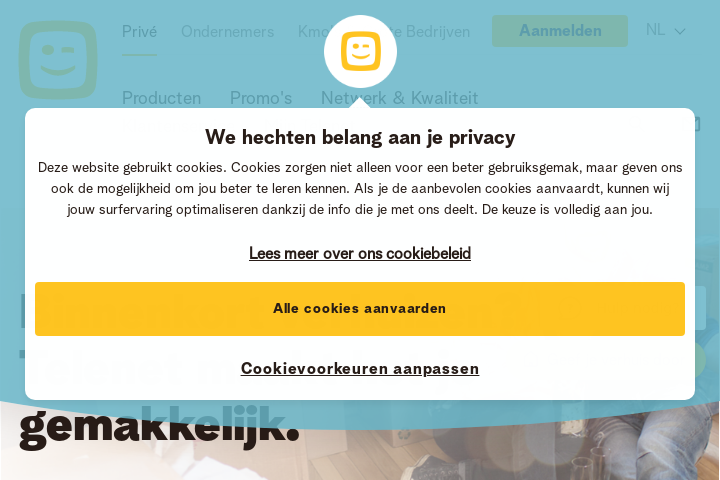 Privé Ondernemers Kmo Bedrijven Aanmelden NL
Producten Promo's Netwerk & Kwaliteit
We hechten belang aan je privacy
Deze website gebruikt cookies. Cookies zorgen niet alleen voor een beter gebruiksgemak, maar geven ons
ook de mogelijkheid om jou beter te leren kennen. Als je de aanbevolen cookies aanvaardt, kunnen wij
jouw surfervaring optimaliseren dankzij de info die je met ons deelt. De keuze is volledig aan jou.
Lees meer over ons cookiebeleid
Alle cookies aanvaarden
Cookievoorkeuren aanpassen
gemakkelijk.